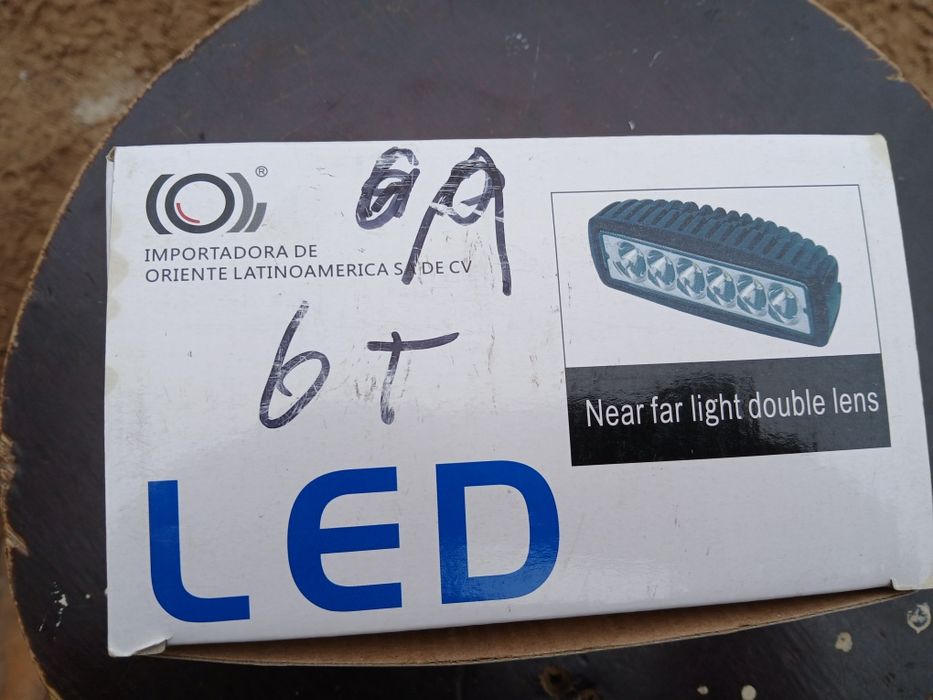 ®
IMPORTADORA DE
ORIENTE LATINOAMERICA SA DE CV
6T
Near far light double lens
LED